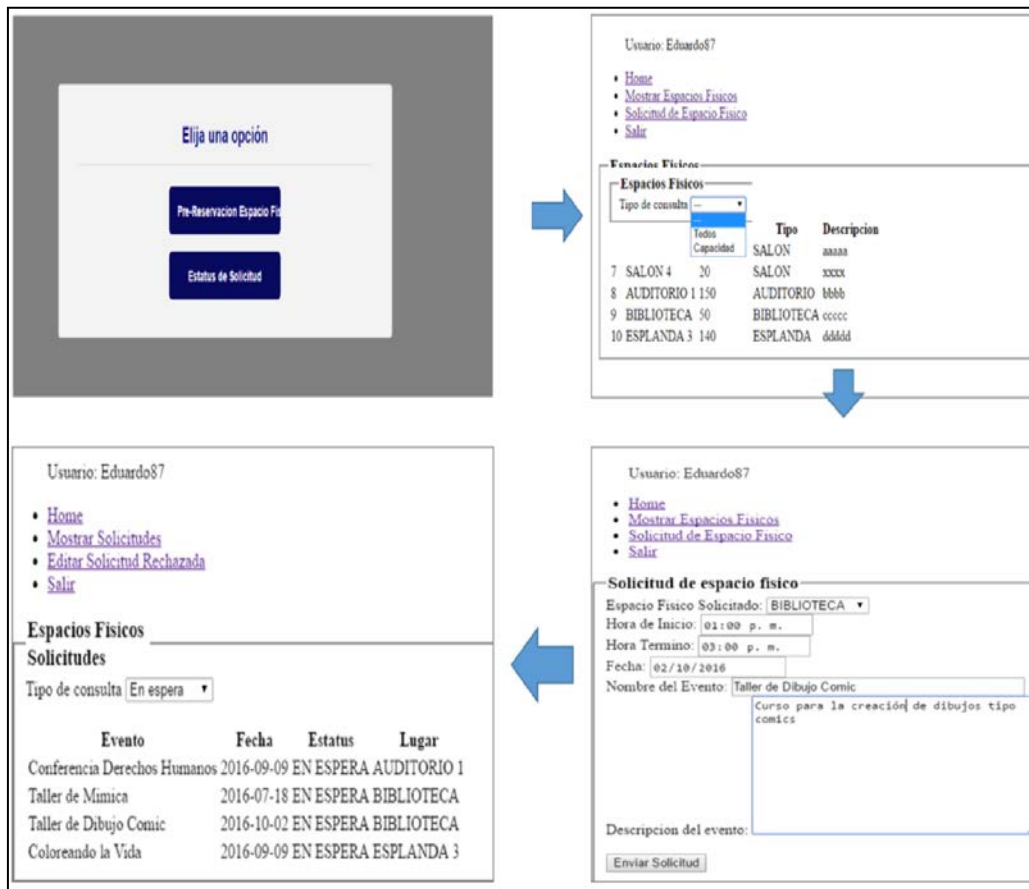 Elija una opción
Pre-Reservacion Espacio Fis
Estatus de Solicitud
Usuario: Eduardo87
Home
Mostrar Espacios Fisicos
Solicitud de Espacio Fisico
Salir
Espacios Fisicos
Espacios Fisicos
Tipo de consulta ---
---
Todos
Capacidad
Tipo Descripcion
SALON aaaaa
7 SALON 4 20 SALON xxxx
8 AUDITORIO 1 150 AUDITORIO bbbb
9 BIBLIOTECA 50 BIBLIOTECA ccccc
10 ESPLANDA 3 140 ESPLANDA ddddd
Usuario: Eduardo87
Home
Mostrar Espacios Fisicos
Solicitud de Espacio Fisico
Salir
Solicitud de espacio fisico
Espacio Fisico Solicitado: BIBLIOTECA
Hora de Inicio: 01:00 p. m.
Hora Termino: 03:00 p. m.
Fecha: 02/10/2016
Nombre del Evento: Taller de Dibujo Comic
Curso para la creación de dibujos tipo
comics
Descripcion del evento:
Enviar Solicitud
Usuario: Eduardo87
Home
Mostrar Solicitudes
Editar Solicitud Rechazada
Salir
Espacios Fisicos
Solicitudes
Tipo de consulta En espera
Evento Fecha Estatus Lugar
Conferencia Derechos Humanos 2016-09-09 EN ESPERA AUDITORIO 1
Taller de Mimica 2016-07-18 EN ESPERA BIBLIOTECA
Taller de Dibujo Comic 2016-10-02 EN ESPERA BIBLIOTECA
Coloreando la Vida 2016-09-09 EN ESPERA ESPLANDA 3